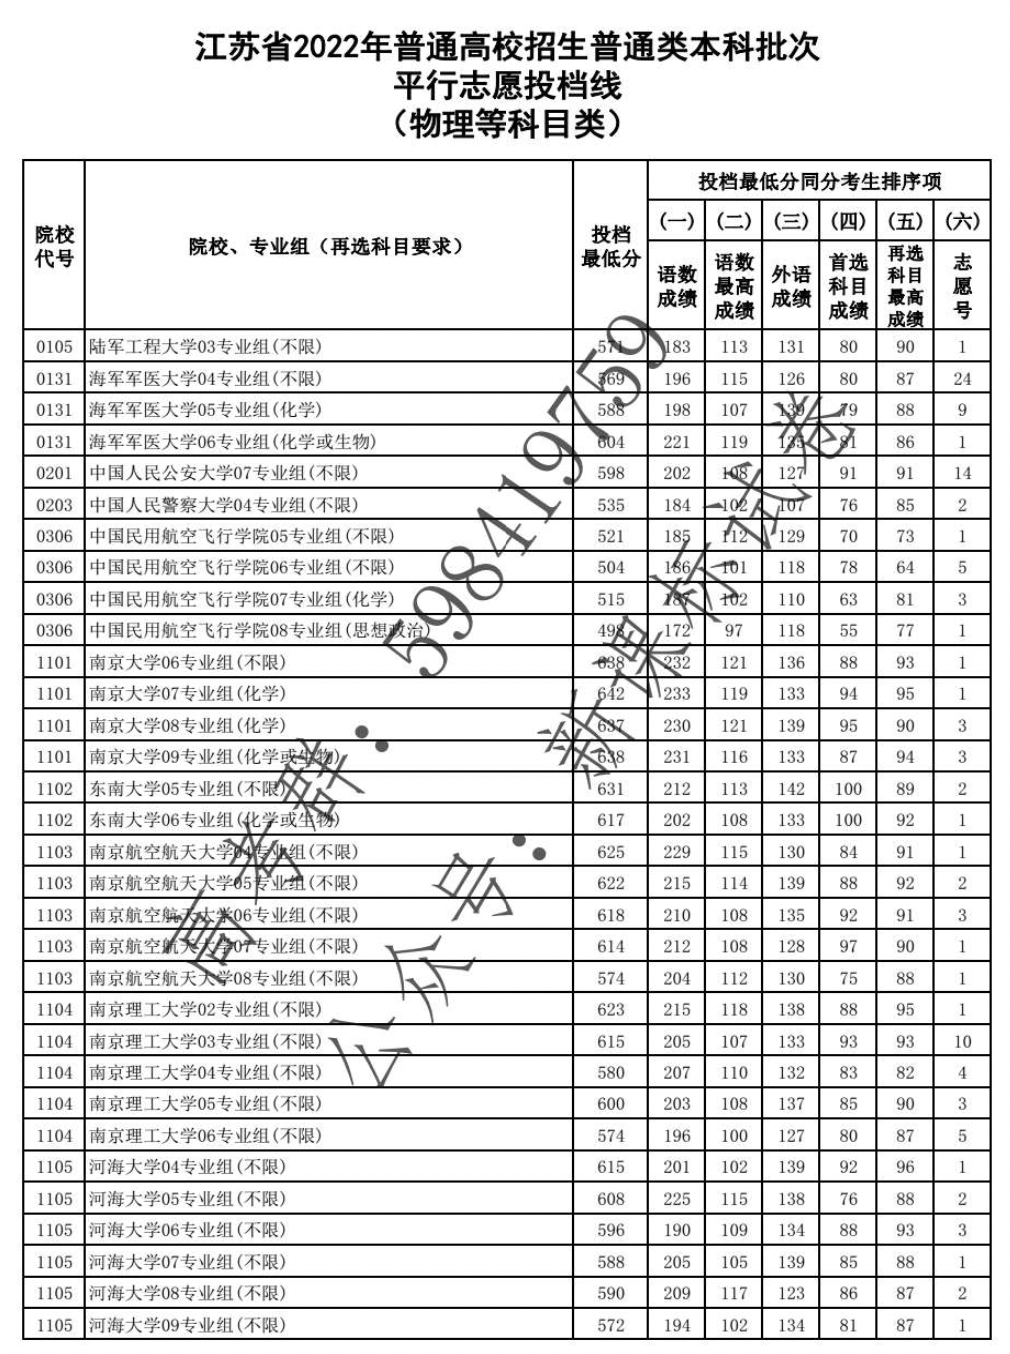 江苏省2022年普通高校招生普通类本科批次
平行志愿投档线
（物理等科目类）
院校代号 院校、专业组（再选科目要求） 投档最低分 投档最低分同分考生排序项
(一) (二) (三) (四) (五) (六)
语数成绩 语数最高成绩 外语成绩 首选科目成绩 再选科目最高成绩 志愿号
0105 陆军工程大学03专业组(不限) 571 183 113 131 80 90 1
0131 海军军医大学04专业组(不限) 569 196 115 126 80 87 24
0131 海军军医大学05专业组(化学) 588 198 107 139 79 88 9
0131 海军军医大学06专业组(化学或生物) 604 221 119 135 81 86 1
0201 中国人民公安大学07专业组(不限) 598 202 108 127 91 91 14
0203 中国人民警察大学04专业组(不限) 535 184 102 107 76 85 2
0306 中国民用航空飞行学院05专业组(不限) 521 185 112 129 70 73 1
0306 中国民用航空飞行学院06专业组(不限) 504 186 101 118 78 64 5
0306 中国民用航空飞行学院07专业组(化学) 515 187 102 110 63 81 3
0306 中国民用航空飞行学院08专业组(思想政治) 498 172 97 118 55 77 1
1101 南京大学06专业组(不限) 638 232 121 136 88 93 1
1101 南京大学07专业组(化学) 642 233 119 133 94 95 1
1101 南京大学08专业组(化学) 637 230 121 139 95 90 3
1101 南京大学09专业组(化学或生物) 638 231 116 133 87 94 3
1102 东南大学05专业组(不限) 631 212 113 142 100 89 2
1102 东南大学06专业组(化学或生物) 617 202 108 133 100 92 1
1103 南京航空航天大学04专业组(不限) 625 229 115 130 84 91 1
1103 南京航空航天大学05专业组(不限) 622 215 114 139 88 92 2
1103 南京航空航天大学06专业组(不限) 618 210 108 135 92 91 3
1103 南京航空航天大学07专业组(不限) 614 212 108 128 97 90 1
1103 南京航空航天大学08专业组(不限) 574 204 112 130 75 88 1
1104 南京理工大学02专业组(不限) 623 215 118 138 88 95 1
1104 南京理工大学03专业组(不限) 615 205 107 133 93 93 10
1104 南京理工大学04专业组(不限) 580 207 110 132 83 82 4
1104 南京理工大学05专业组(不限) 600 203 108 137 85 90 3
1104 南京理工大学06专业组(不限) 574 196 100 127 80 87 5
1105 河海大学04专业组(不限) 615 201 102 139 92 96 1
1105 河海大学05专业组(不限) 608 225 115 138 76 88 2
1105 河海大学06专业组(不限) 596 190 109 134 88 93 3
1105 河海大学07专业组(不限) 588 205 105 139 85 88 1
1105 河海大学08专业组(不限) 590 209 117 123 86 87 2
1105 河海大学09专业组(不限) 572 194 102 134 81 87 1
高考群：598419759
公众号：新课标试卷